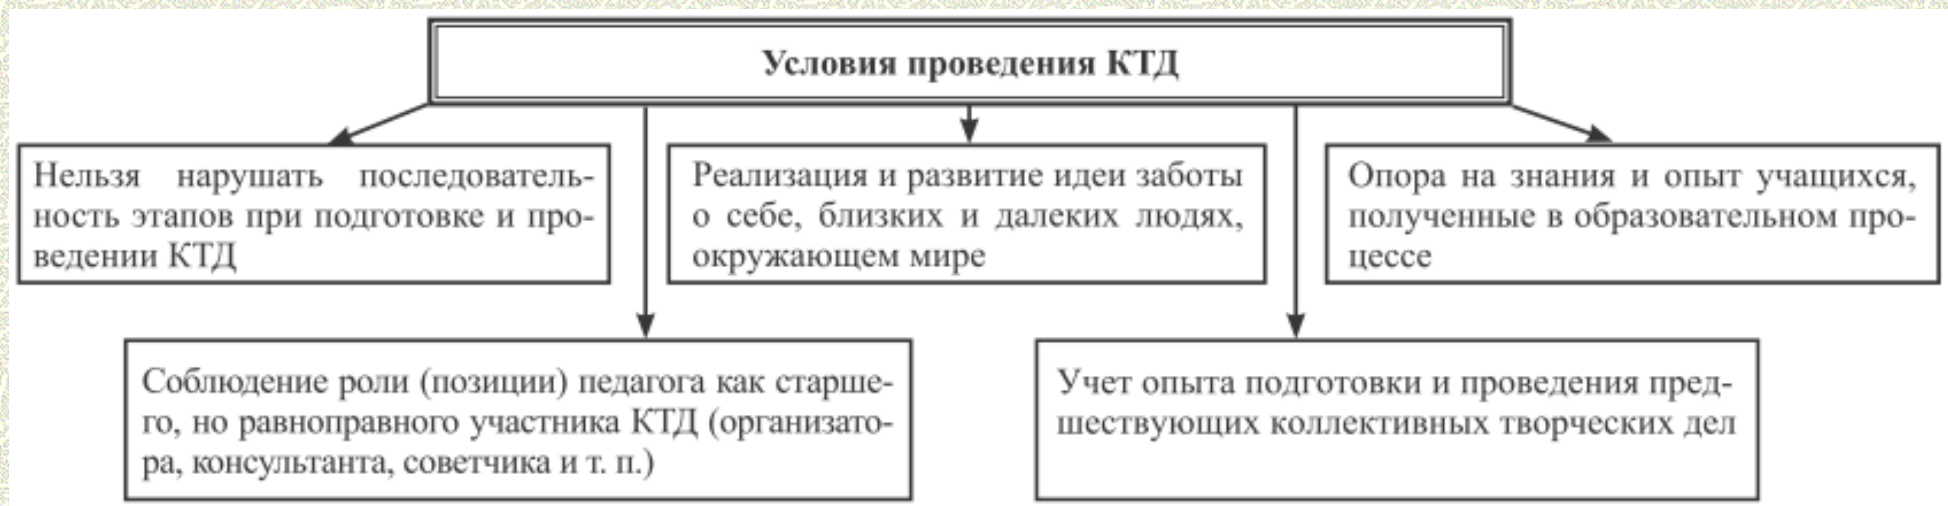 Условия проведения КТД
Нельзя нарушать последователь-
ность этапов при подготовке и про-
ведении КТД
Реализация и развитие идеи заботы
о себе, близких и далеких людях,
окружающем мире
Опора на знания и опыт учащихся,
полученные в образовательном про-
цессе
Соблюдение роли (позиции) педагога как старше-
го, но равноправного участника КТД (организато-
ра, консультанта, советчика и т. п.)
Учет опыта подготовки и проведения пред-
шествующих коллективных творческих дел